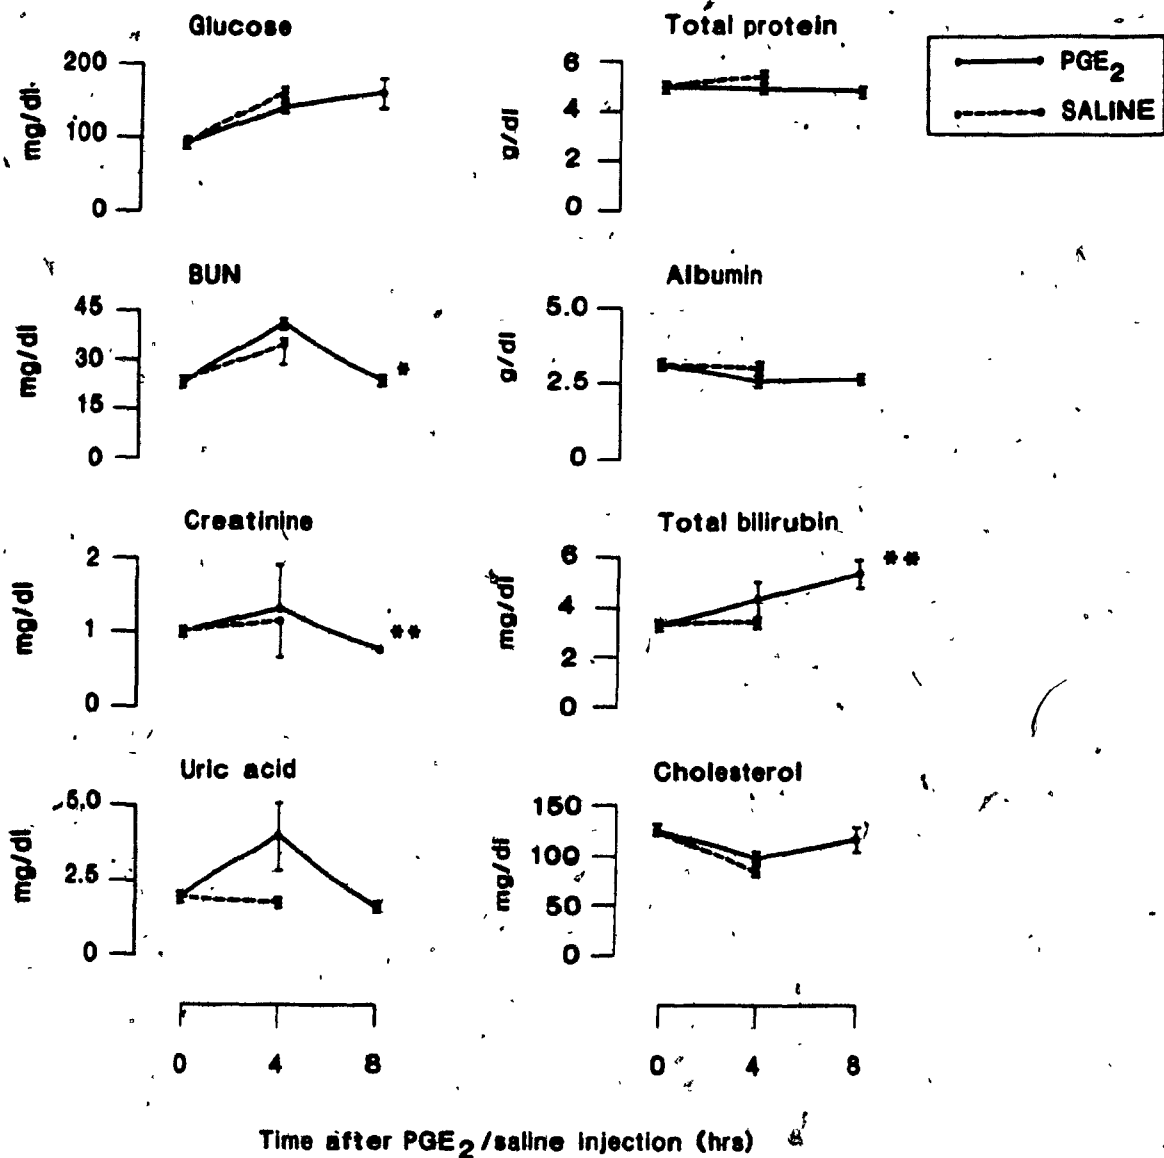 Glucose
200
100
0
mg/dl
Total protein
6
4
2
0
g/dl
PGE2
SALINE
BUN
45
30
15
0
mg/dl
*
Albumin
5.0
2.5
0
g/dl
Creatinine
2
1
0
mg/dl
**
Total bilirubin
6
4
2
0
mg/dl
**
Uric acid
5.0
2.5
0
mg/dl
Cholesterol
150
100
50
0
mg/dl
0 4 8
0 4 8
Time after PGE2/saline injection (hrs)